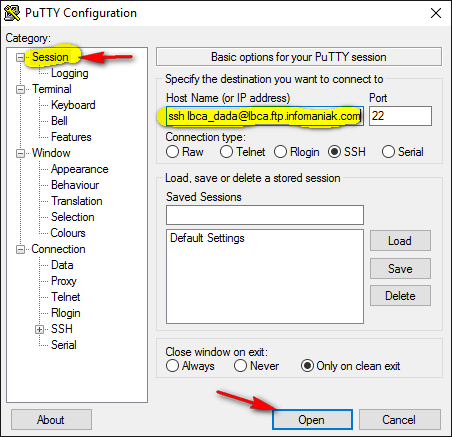 PuTTY Configuration
Category:
Session
Logging
Terminal
Keyboard
Bell
Features
Window
Appearance
Behaviour
Translation
Selection
Colours
Connection
Data
Proxy
Telnet
Rlogin
SSH
Serial
Basic options for your PuTTY session
Specify the destination you want to connect to
Host Name (or IP address) Port
ssh lbca_dada@lbca.ftp.infomaniak.com 22
Connection type:
Raw Telnet Rlogin SSH Serial
Load, save or delete a stored session
Saved Sessions
Default Settings
Load
Save
Delete
Close window on exit:
Always Never Only on clean exit
About Open Cancel